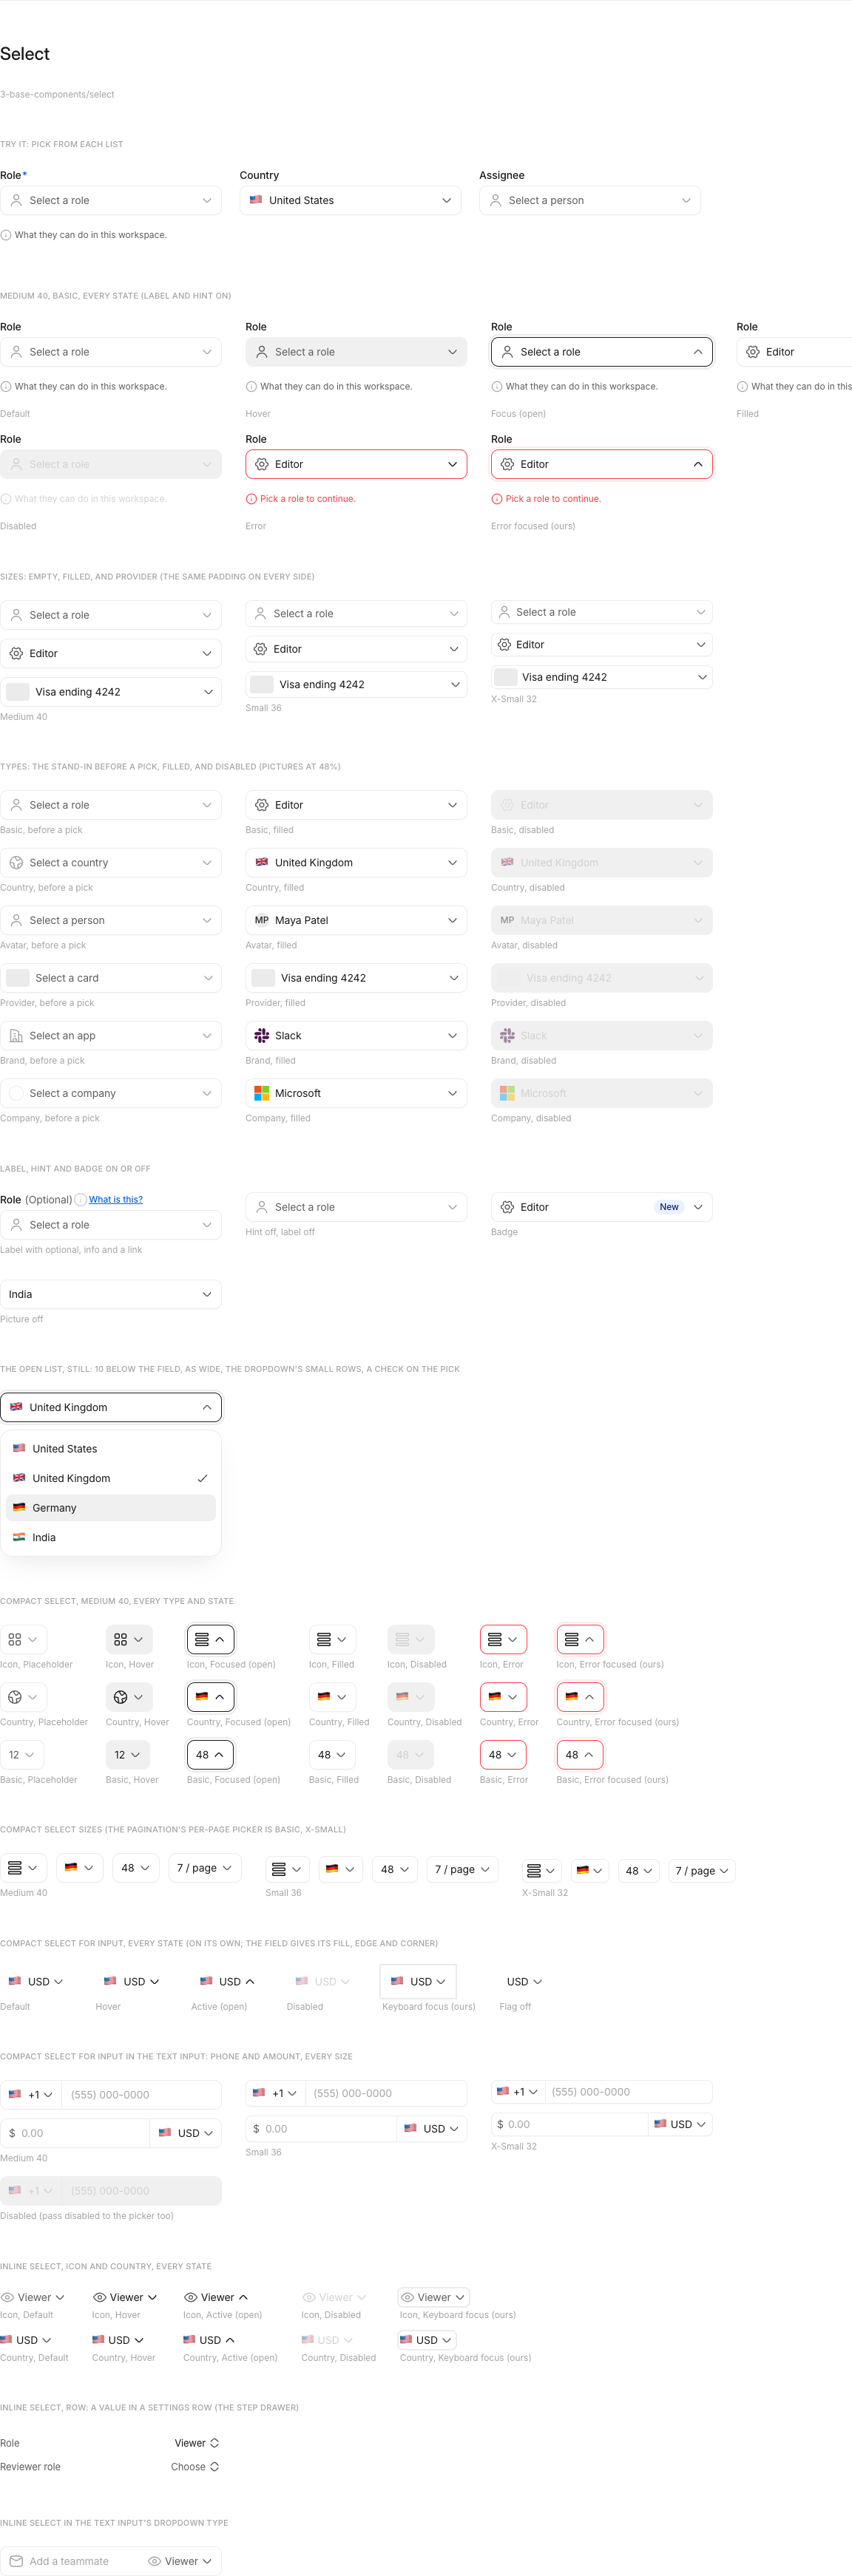 Select
3-base-components/select
TRY IT: PICK FROM EACH LIST
Role* Country Assignee
Select a role United States Select a person
What they can do in this workspace.
MEDIUM 40, BASIC, EVERY STATE (LABEL AND HINT ON)
Role Role Role Role
Select a role Select a role Select a role Editor
What they can do in this workspace. What they can do in this workspace. What they can do in this workspace. What they can do in this
Default Hover Focus (open) Filled
Role Role Role
Select a role Editor Editor
What they can do in this workspace. Pick a role to continue. Pick a role to continue.
Disabled Error Error focused (ours)
SIZES: EMPTY, FILLED, AND PROVIDER (THE SAME PADDING ON EVERY SIDE)
Select a role Select a role Select a role
Editor Editor Editor
Visa ending 4242 Visa ending 4242 Visa ending 4242
Medium 40 Small 36 X-Small 32
TYPES: THE STAND-IN BEFORE A PICK, FILLED, AND DISABLED (PICTURES AT 48%)
Select a role Editor Editor
Basic, before a pick Basic, filled Basic, disabled
Select a country United Kingdom United Kingdom
Country, before a pick Country, filled Country, disabled
Select a person MP Maya Patel MP Maya Patel
Avatar, before a pick Avatar, filled Avatar, disabled
Select a card Visa ending 4242 Visa ending 4242
Provider, before a pick Provider, filled Provider, disabled
Select an app Slack Slack
Brand, before a pick Brand, filled Brand, disabled
Select a company Microsoft Microsoft
Company, before a pick Company, filled Company, disabled
LABEL, HINT AND BADGE ON OR OFF
Role (Optional) What is this?
Select a role Select a role Editor New
Label with optional, info and a link Hint off, label off Badge
India
Picture off
THE OPEN LIST, STILL: 10 BELOW THE FIELD, AS WIDE, THE DROPDOWN'S SMALL ROWS, A CHECK ON THE PICK
United Kingdom
United States
United Kingdom
Germany
India
COMPACT SELECT, MEDIUM 40, EVERY TYPE AND STATE
Icon, Placeholder Icon, Hover Icon, Focused (open) Icon, Filled Icon, Disabled Icon, Error Icon, Error focused (ours)
Country, Placeholder Country, Hover Country, Focused (open) Country, Filled Country, Disabled Country, Error Country, Error focused (ours)
12 12 48 48 48 48 48
Basic, Placeholder Basic, Hover Basic, Focused (open) Basic, Filled Basic, Disabled Basic, Error Basic, Error focused (ours)
COMPACT SELECT SIZES (THE PAGINATION'S PER-PAGE PICKER IS BASIC, X-SMALL)
48 7 / page 48 7 / page 48 7 / page
Medium 40 Small 36 X-Small 32
COMPACT SELECT FOR INPUT, EVERY STATE (ON ITS OWN; THE FIELD GIVES ITS FILL, EDGE AND CORNER)
USD USD USD USD USD USD
Default Hover Active (open) Disabled Keyboard focus (ours) Flag off
COMPACT SELECT FOR INPUT IN THE TEXT INPUT: PHONE AND AMOUNT, EVERY SIZE
+1 (555) 000-0000 +1 (555) 000-0000 +1 (555) 000-0000
$ 0.00 USD $ 0.00 USD $ 0.00 USD
Medium 40 Small 36 X-Small 32
+1 (555) 000-0000
Disabled (pass disabled to the picker too)
INLINE SELECT, ICON AND COUNTRY, EVERY STATE
Viewer Viewer Viewer Viewer Viewer
Icon, Default Icon, Hover Icon, Active (open) Icon, Disabled Icon, Keyboard focus (ours)
USD USD USD USD USD
Country, Default Country, Hover Country, Active (open) Country, Disabled Country, Keyboard focus (ours)
INLINE SELECT, ROW: A VALUE IN A SETTINGS ROW (THE STEP DRAWER)
Role Viewer
Reviewer role Choose
INLINE SELECT IN THE TEXT INPUT'S DROPDOWN TYPE
Add a teammate Viewer